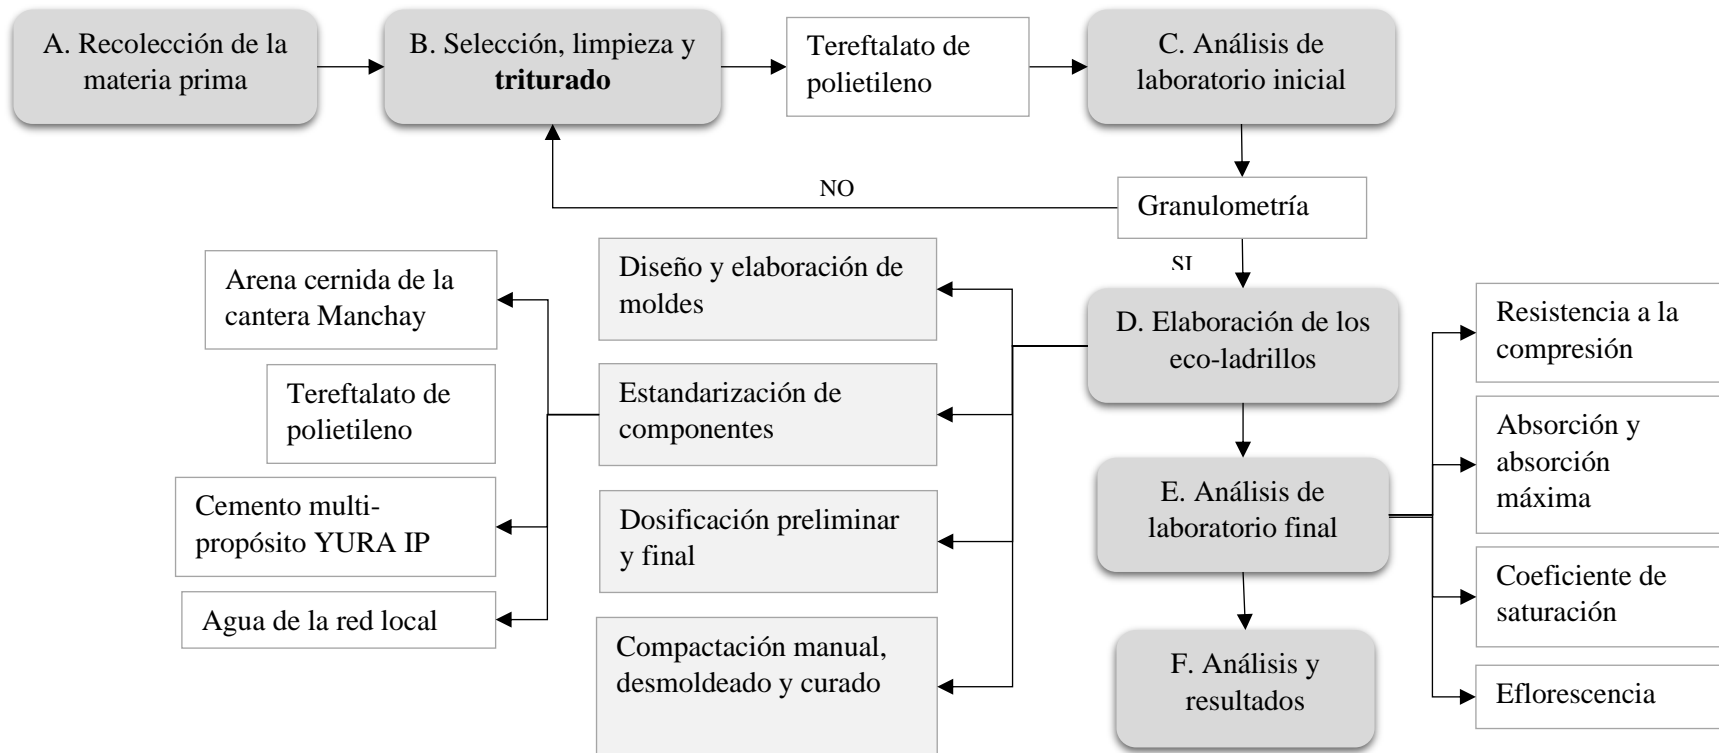 A. Recolección de la
materia prima
B. Selección, limpieza y
triturado
Tereftalato de
polietileno
C. Análisis de
laboratorio inicial
NO
Granulometría
SI
Arena cernida de la
cantera Manchay
Tereftalato de
polietileno
Cemento multi-
propósito YURA IP
Agua de la red local
Diseño y elaboración de
moldes
Estandarización de
componentes
Dosificación preliminar
y final
Compactación manual,
desmoldeado y curado
D. Elaboración de los
eco-ladrillos
E. Análisis de
laboratorio final
F. Análisis y
resultados
Resistencia a la
compresión
Absorción y
absorción
máxima
Coeficiente de
saturación
Eflorescencia